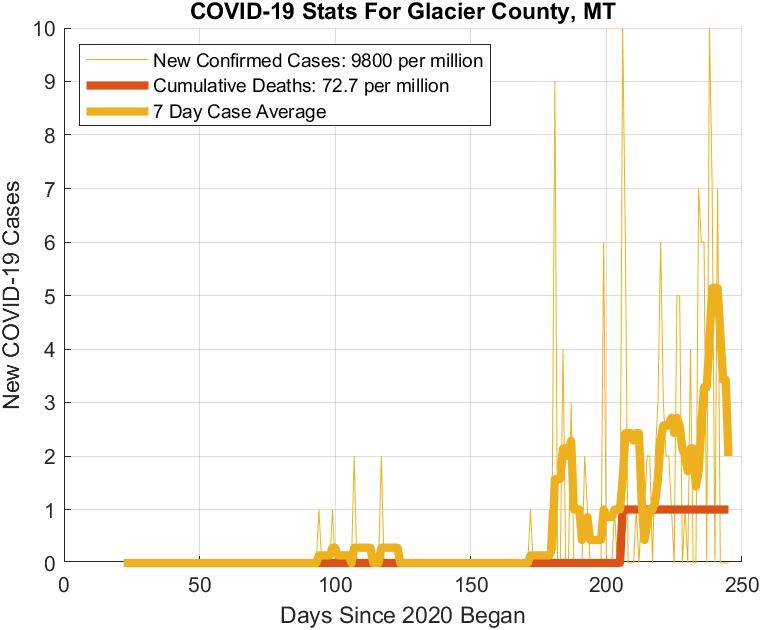 COVID-19 Stats For Glacier County, MT
New Confirmed Cases: 9800 per million
Cumulative Deaths: 72.7 per million
7 Day Case Average
New COVID-19 Cases
10
9
8
7
6
5
4
3
2
1
0
0 50 100 150 200 250
Days Since 2020 Began